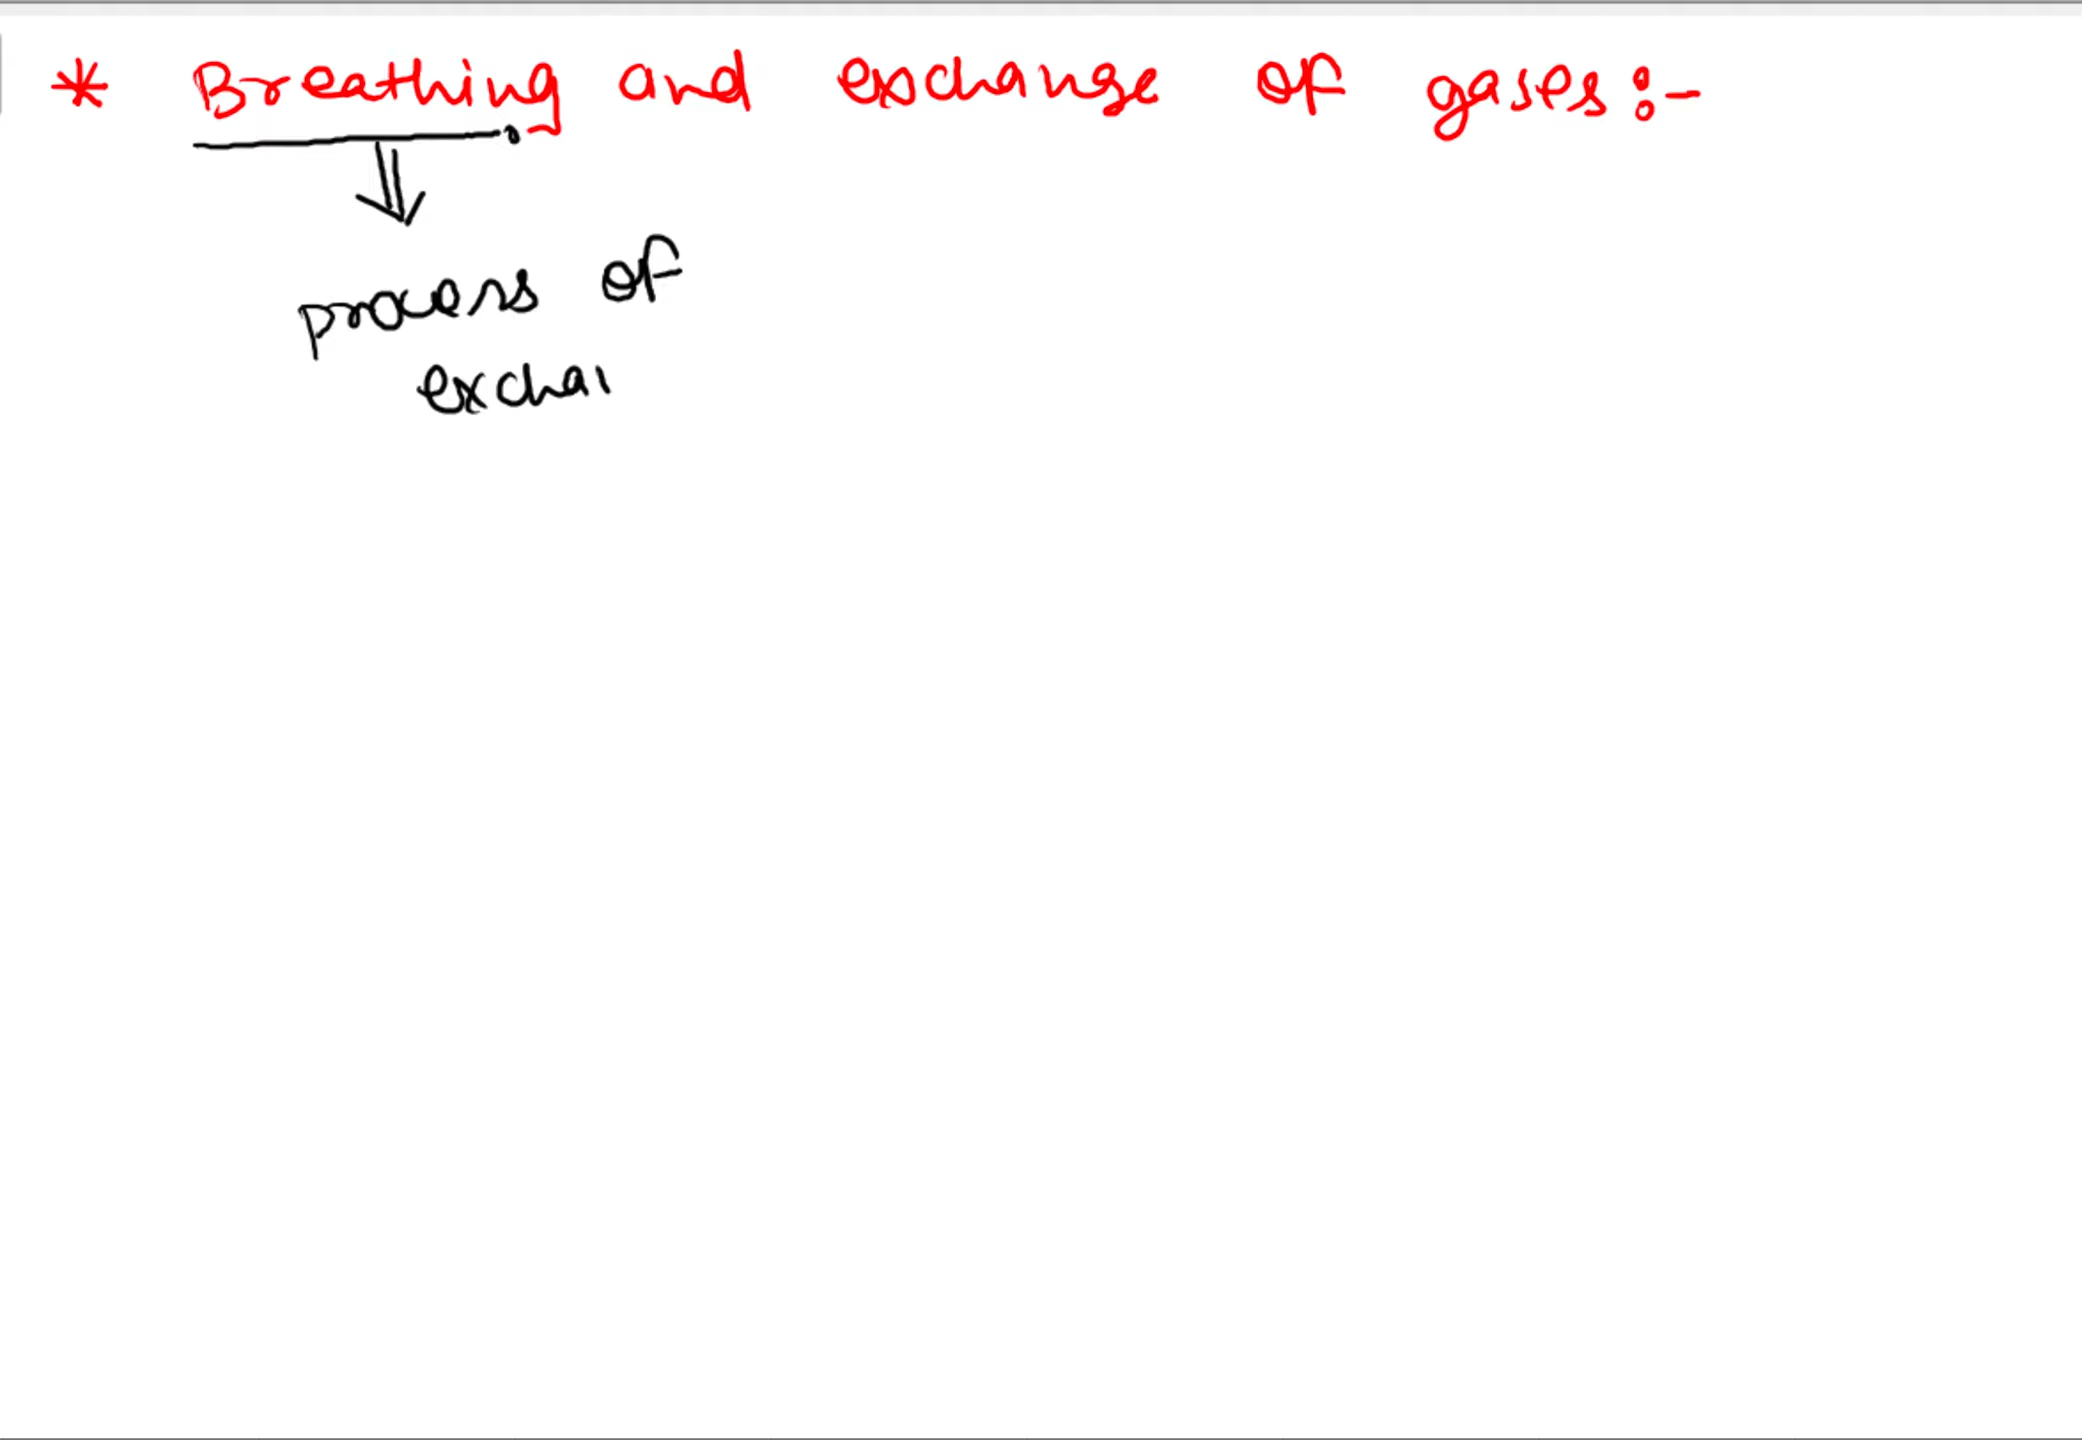 * Breathing and exchange of gases:-
process of
exchai